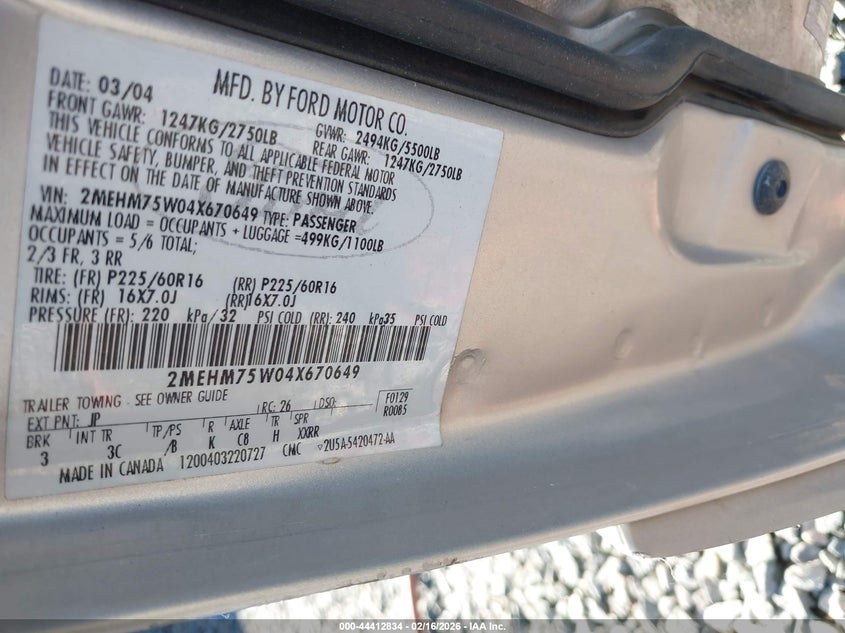 DATE: 03/04 MFD. BY FORD MOTOR CO.
FRONT GAWR: 1247KG/2750LB GVWR: 2494KG/5500LB
REAR GAWR: 1247KG/2750LB
THIS VEHICLE CONFORMS TO ALL APPLICABLE FEDERAL MOTOR
VEHICLE SAFETY, BUMPER, AND THEFT PREVENTION STANDARDS
IN EFFECT ON THE DATE OF MANUFACTURE SHOWN ABOVE.
VIN: 2MEHM75W04X670649 TYPE: PASSENGER
MAXIMUM LOAD = OCCUPANTS + LUGGAGE =499KG/1100LB
OCCUPANTS = 5/6 TOTAL;
2/3 FR, 3 RR
TIRE: (FR) P225/60R16 (RR) P225/60R16
RIMS: (FR) 16X7.0J (RR)16X7.0J
PRESSURE (FR): 220 kPa/32 PSI COLD (RR): 240 kPa35 PSI COLD
2MEHM75W04X670649
TRAILER TOWING - SEE OWNER GUIDE
EXT PNT: JP RC: 26 DSO: F0129
R0085
BRK INT TR TP/PS R AXLE TR SPR
3 3C /B K C8 H XXRR
MADE IN CANADA 1200403220727 CMC 2U5A-5420472-AA
000-44412834 - 02/16/2026 - IAA Inc.